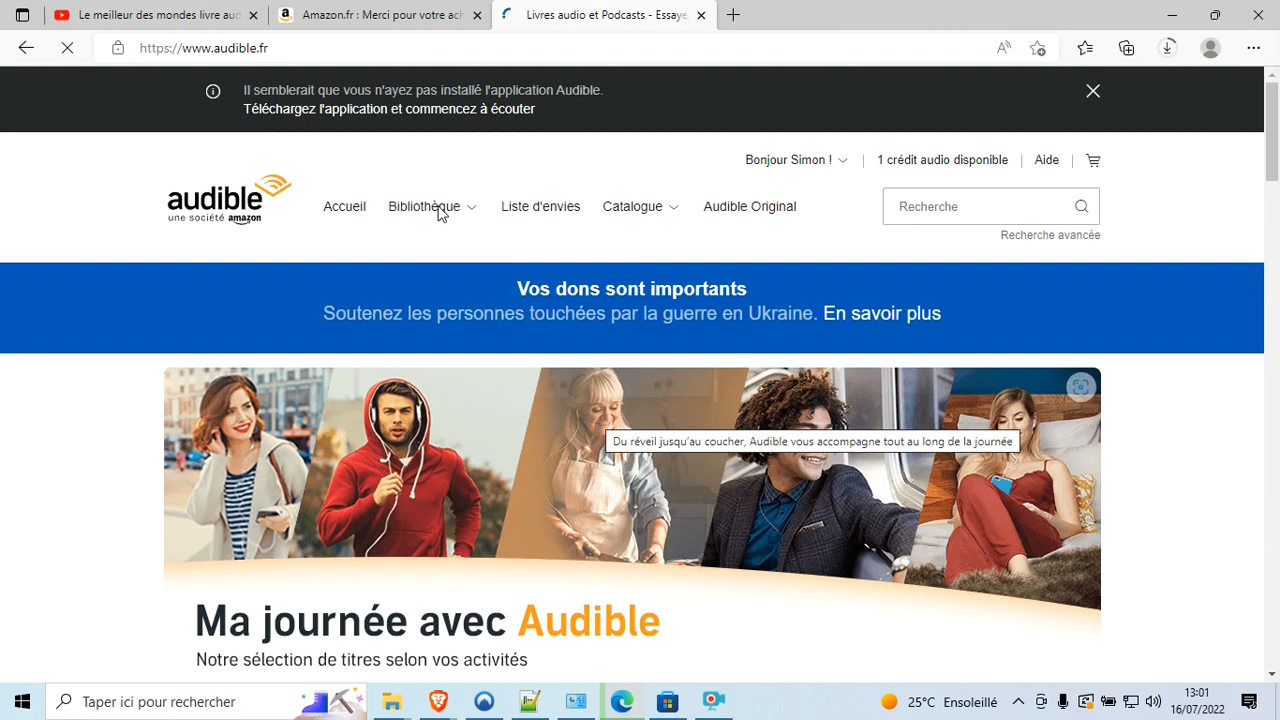 Le meilleur des mondes (Ald
Amazon.fr : Merci pour votre ach
Livres audio et Podcasts - Essaye
https://www.audible.fr
Il semblerait que vous n'ayez pas installé l'application Audible.
Téléchargez l'application et commencez à écouter
Bonjour Simon !
1 crédit audio disponible
Aide
audible
une société amazon
Accueil
Bibliothèque
Liste d'envies
Catalogue
Audible Original
Recherche
Recherche avancée
Vos dons sont importants
Soutenez les personnes touchées par la guerre en Ukraine. En savoir plus
Du réveil jusqu'au coucher, Audible vous accompagne tout au long de la journée
Ma journée avec Audible
Notre sélection de titres selon vos activités
Taper ici pour rechercher
25°C Ensoleillé
13:01
16/07/2022